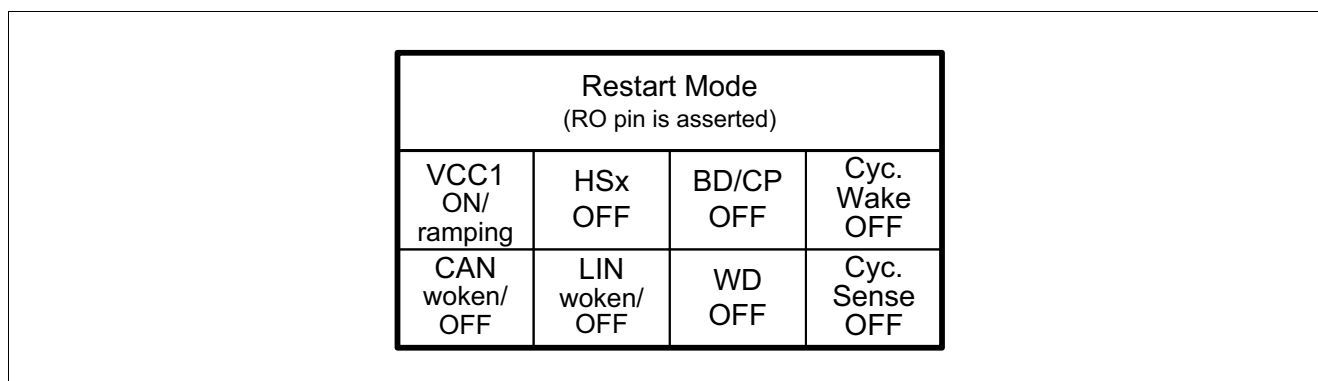 Restart Mode
(RO pin is asserted)
VCC1
ON/
ramping
HSx
OFF
BD/CP
OFF
Cyc.
Wake
OFF
CAN
woken/
OFF
LIN
woken/
OFF
WD
OFF
Cyc.
Sense
OFF